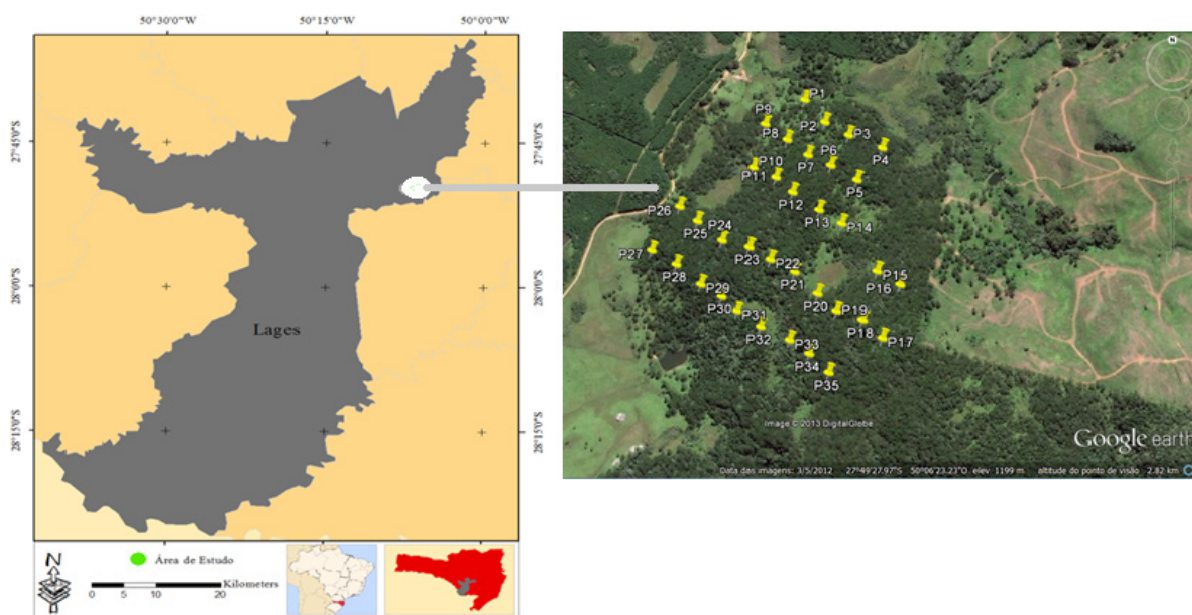 50°30'0"W
50°15'0"W
50°0'0"W
27°45'0"S
28°0'0"S
28°15'0"S
27°45'0"S
28°0'0"S
28°15'0"S
Lages
N
Área de Estudo
Kilometers
0 5 10 20
N
P1
P9
P2
P8
P3
P6
P4
P10
P7
P11
P5
P12
P26
P13
P14
P24
P25
P27
P23
P22
P28
P21
P15
P16
P29
P20
P19
P30
P31
P18
P32
P17
P33
P34
P35
Image © 2013 DigitalGlobe
Google earth
Data das imagens: 3/5/2012 27°49'27.97"S 50°06'23.23"O elev. 1199 m altitude do ponto de visão 2.82 km